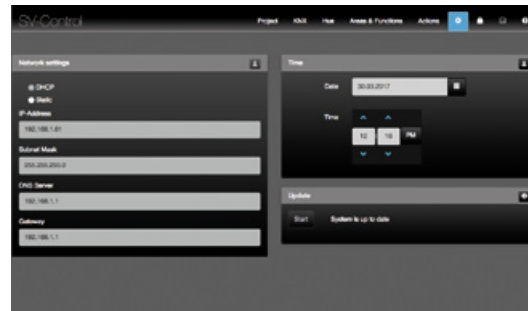 SV-Control
Project KNX Hue Areas & Functions Actions
Network settings
DHCP
Static
IP-Address
192.168.1.61
Subnet Mask
255.255.255.0
DNS Server
192.168.1.1
Gateway
192.168.1.1
Time
Date 30.03.2017
Time
12 16 PM
Update
Start System is up to date